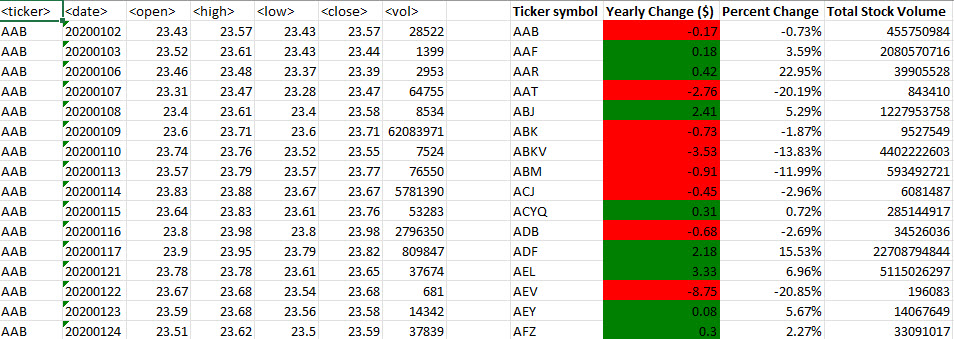 <ticker> <date> <open> <high> <low> <close> <vol> Ticker symbol Yearly Change ($) Percent Change Total Stock Volume
AAB 20200102 23.43 23.57 23.43 23.57 28522 AAB -0.17 -0.73% 455750984
AAB 20200103 23.52 23.61 23.43 23.44 1399 AAF 0.18 3.59% 2080570716
AAB 20200106 23.46 23.48 23.37 23.39 2953 AAR 0.42 22.95% 39905528
AAB 20200107 23.31 23.47 23.28 23.47 64755 AAT -2.76 -20.19% 843410
AAB 20200108 23.4 23.61 23.4 23.58 8534 ABJ 2.41 5.29% 1227953758
AAB 20200109 23.6 23.71 23.6 23.71 62083971 ABK -0.73 -1.87% 9527549
AAB 20200110 23.74 23.76 23.52 23.55 7524 ABKV -3.53 -13.83% 4402222603
AAB 20200113 23.57 23.79 23.57 23.77 76550 ABM -0.91 -11.99% 593492721
AAB 20200114 23.83 23.88 23.67 23.67 5781390 ACJ -0.45 -2.96% 6081487
AAB 20200115 23.64 23.83 23.61 23.76 53283 ACYQ 0.31 0.72% 285144917
AAB 20200116 23.8 23.98 23.8 23.98 2796350 ADB -0.68 -2.69% 34526036
AAB 20200117 23.9 23.95 23.79 23.82 809847 ADF 2.18 15.53% 22708794844
AAB 20200121 23.78 23.78 23.61 23.65 37674 AEL 3.33 6.96% 5115026297
AAB 20200122 23.67 23.68 23.54 23.68 681 AEV -8.75 -20.85% 196083
AAB 20200123 23.59 23.68 23.56 23.58 14342 AEY 0.08 5.67% 14067649
AAB 20200124 23.51 23.62 23.5 23.59 37839 AFZ 0.3 2.27% 33091017